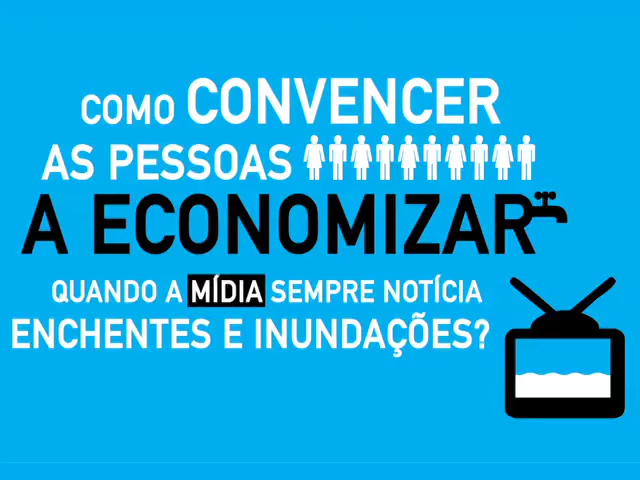 COMO CONVENCER
AS PESSOAS
A ECONOMIZAR
QUANDO A MÍDIA SEMPRE NOTÍCIA
ENCHENTES E INUNDAÇÕES?